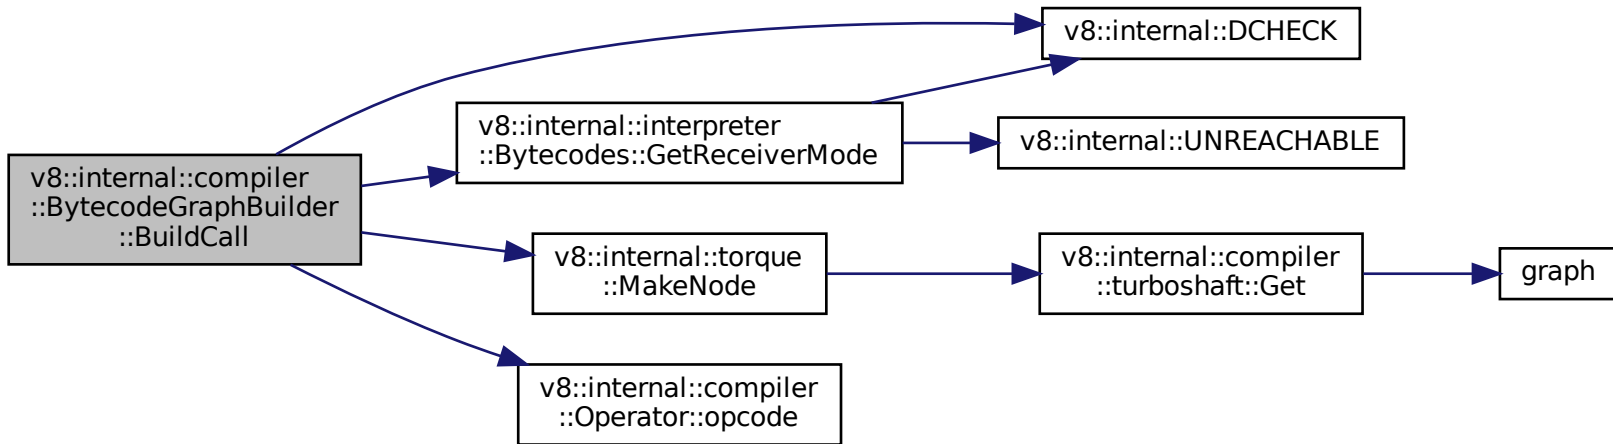 v8::internal::compiler
::BytecodeGraphBuilder
::BuildCall
v8::internal::DCHECK
v8::internal::interpreter
::Bytecodes::GetReceiverMode
v8::internal::UNREACHABLE
v8::internal::torque
::MakeNode
v8::internal::compiler
::turboshaft::Get
graph
v8::internal::compiler
::Operator::opcode